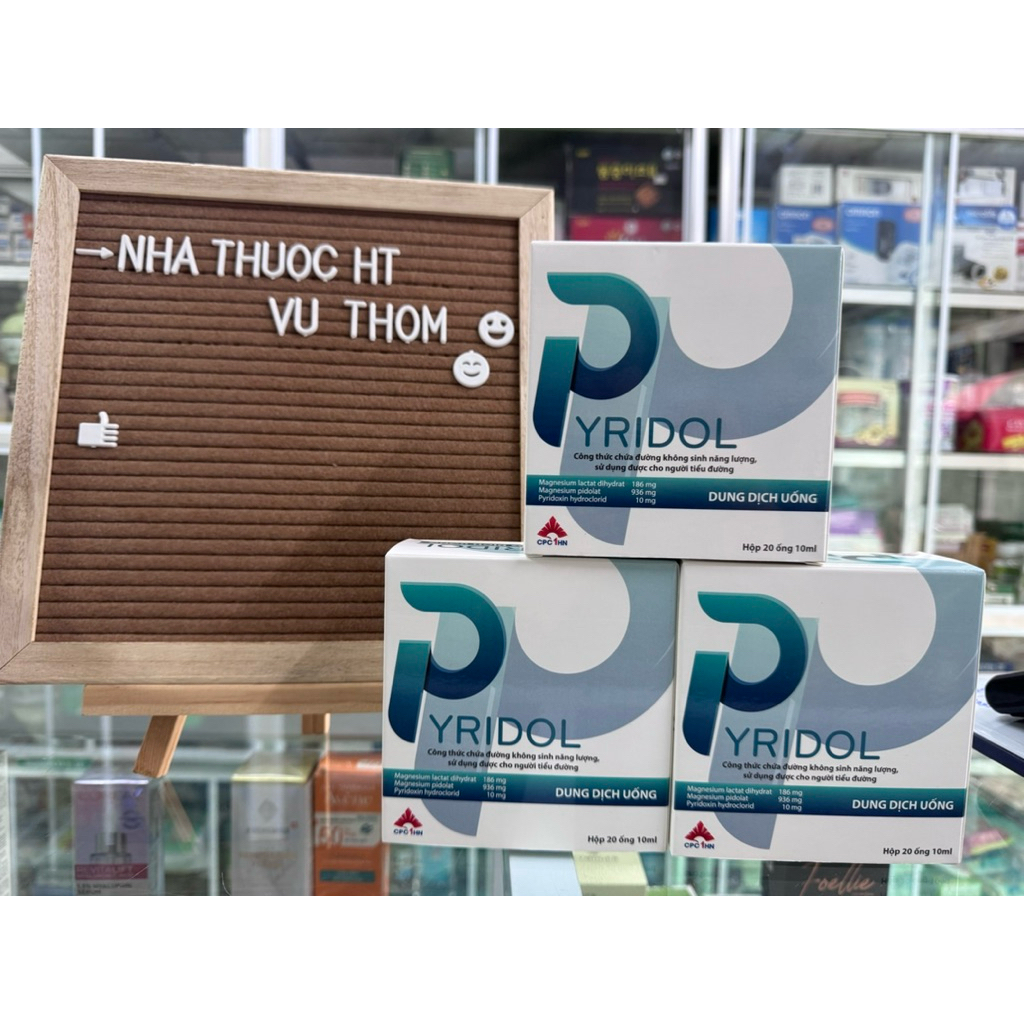 NHA THUOC HT
VU THOM
PYRIDOL
Công thức chứa đường không sinh năng lượng,
sử dụng được cho người tiểu đường
Magnesium lactat dihydrat 186 mg
Magnesium pidolat 936 mg
Pyridoxin hydroclorid 10 mg
DUNG DỊCH UỐNG
CPC1HN
Hộp 20 ống 10ml
PYRIDOL
Công thức chứa đường không sinh năng lượng,
sử dụng được cho người tiểu đường
Magnesium lactat dihydrat 186 mg
Magnesium pidolat 936 mg
Pyridoxin hydroclorid 10 mg
DUNG DỊCH UỐNG
CPC1HN
Hộp 20 ống 10ml
PYRIDOL
Công thức chứa đường không sinh năng lượng,
sử dụng được cho người tiểu đường
Magnesium lactat dihydrat 186 mg
Magnesium pidolat 936 mg
Pyridoxin hydroclorid 10 mg
DUNG DỊCH UỐNG
CPC1HN
Hộp 20 ống 10ml
REVITALIFT
Foellie